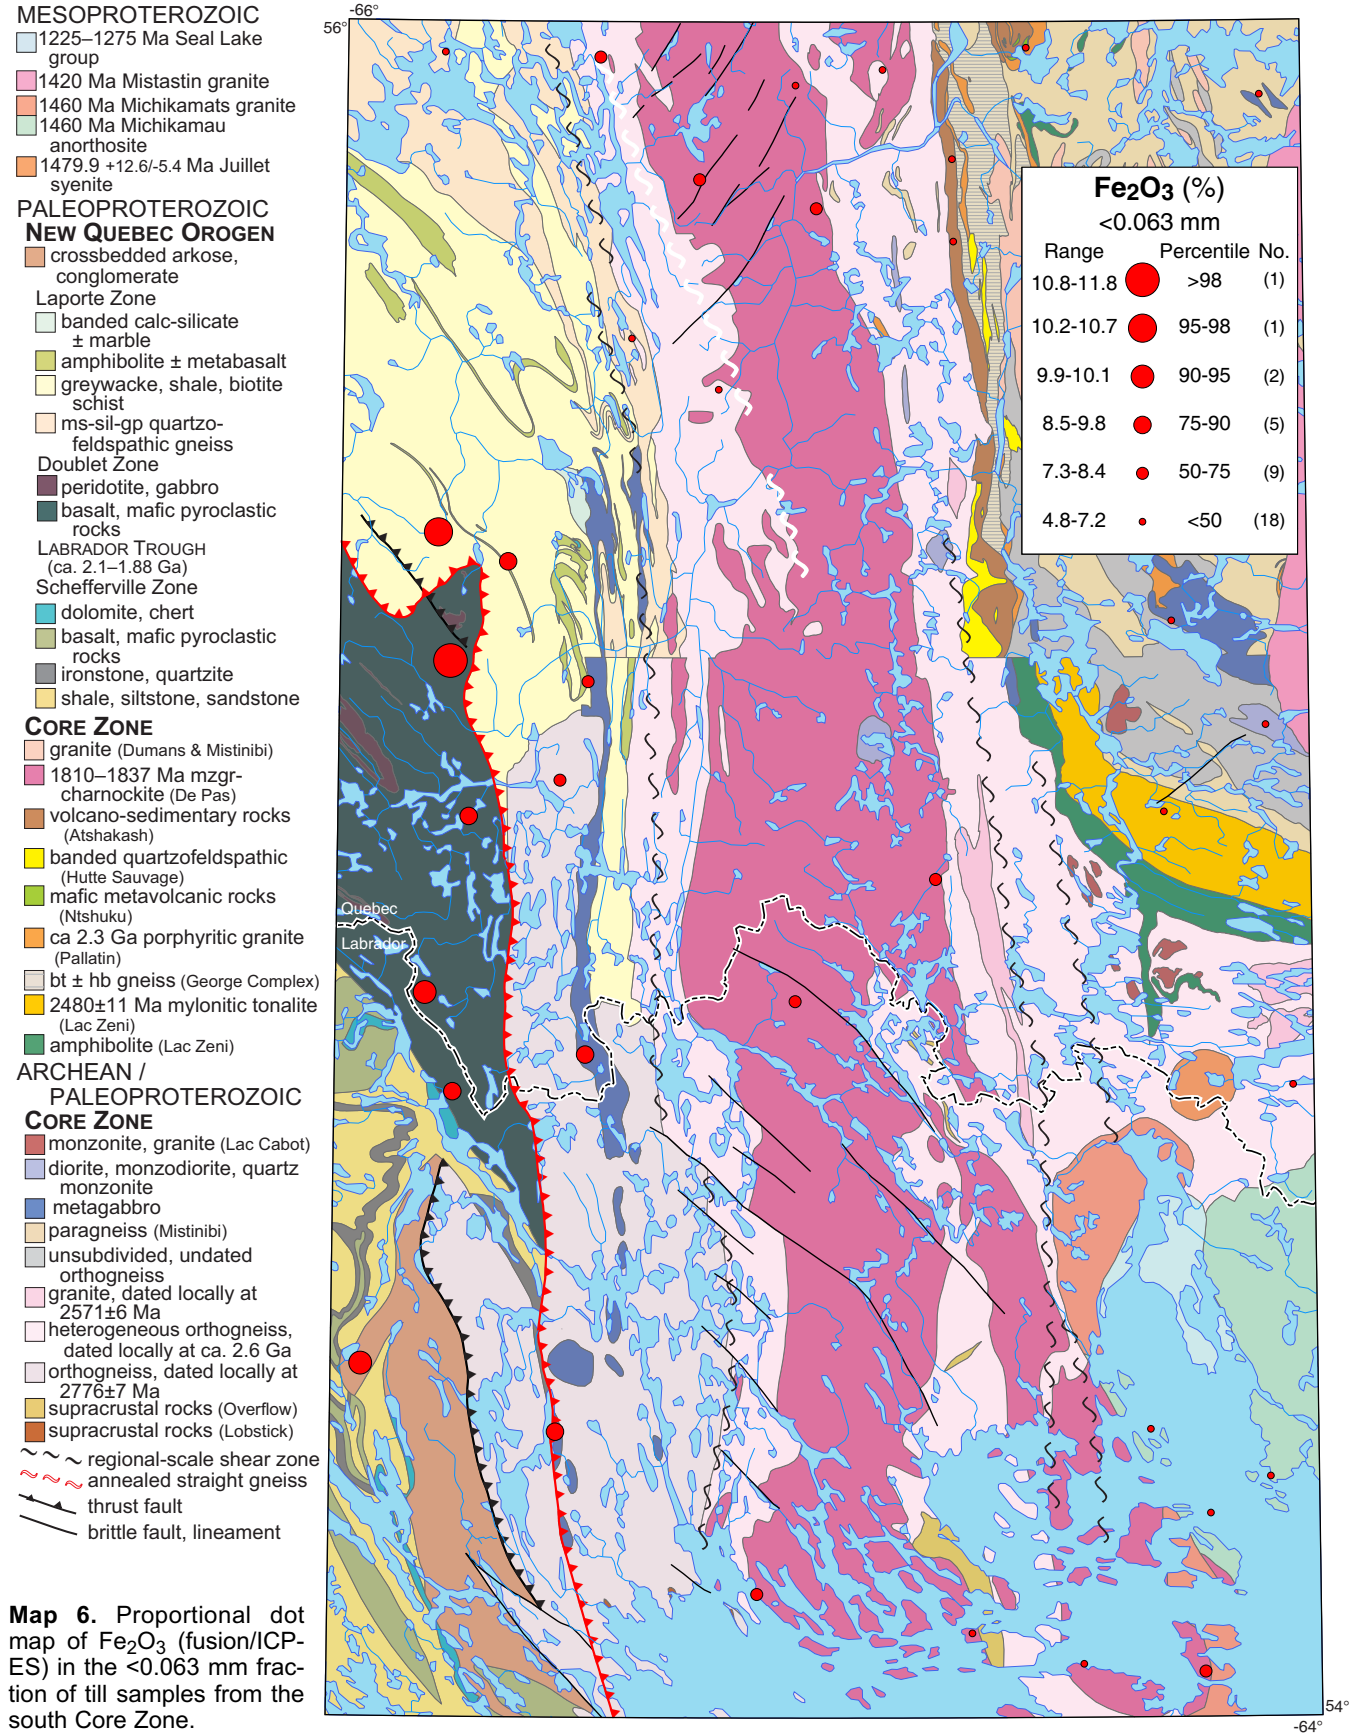 MESOPROTEROZOIC
1225–1275 Ma Seal Lake
group
1420 Ma Mistastin granite
1460 Ma Michikamats granite
1460 Ma Michikamau
anorthosite
1479.9 +12.6/-5.4 Ma Juillet
syenite
PALEOPROTEROZOIC
NEW QUEBEC OROGEN
crossbedded arkose,
conglomerate
Laporte Zone
banded calc-silicate
± marble
amphibolite ± metabasalt
greywacke, shale, biotite
schist
ms-sil-gp quartzo-
feldspathic gneiss
Doublet Zone
peridotite, gabbro
basalt, mafic pyroclastic
rocks
LABRADOR TROUGH
(ca. 2.1–1.88 Ga)
Schefferville Zone
dolomite, chert
basalt, mafic pyroclastic
rocks
ironstone, quartzite
shale, siltstone, sandstone
CORE ZONE
granite (Dumans & Mistinibi)
1810–1837 Ma mzgr-
charnockite (De Pas)
volcano-sedimentary rocks
(Atshakash)
banded quartzofeldspathic
(Hutte Sauvage)
mafic metavolcanic rocks
(Ntshuku)
ca 2.3 Ga porphyritic granite
(Pallatin)
bt ± hb gneiss (George Complex)
2480±11 Ma mylonitic tonalite
(Lac Zeni)
amphibolite (Lac Zeni)
ARCHEAN /
PALEOPROTEROZOIC
CORE ZONE
monzonite, granite (Lac Cabot)
diorite, monzodiorite, quartz
monzonite
metagabbro
paragneiss (Mistinibi)
unsubdivided, undated
orthogneiss
granite, dated locally at
2571±6 Ma
heterogeneous orthogneiss,
dated locally at ca. 2.6 Ga
orthogneiss, dated locally at
2776±7 Ma
supracrustal rocks (Overflow)
supracrustal rocks (Lobstick)
regional-scale shear zone
annealed straight gneiss
thrust fault
brittle fault, lineament
Map 6. Proportional dot
map of Fe2O3 (fusion/ICP-
ES) in the <0.063 mm frac-
tion of till samples from the
south Core Zone.
-66°
56°
Fe2O3 (%)
<0.063 mm
Range Percentile No.
10.8-11.8 >98 (1)
10.2-10.7 95-98 (1)
9.9-10.1 90-95 (2)
8.5-9.8 75-90 (5)
7.3-8.4 50-75 (9)
4.8-7.2 <50 (18)
Quebec
Labrador
54°
-64°